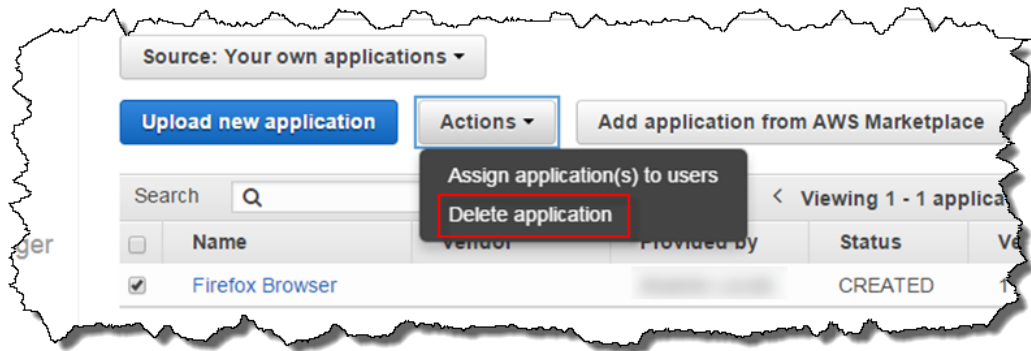 Source: Your own applications
Upload new application Actions Add application from AWS Marketplace
Assign application(s) to users
Search Viewing 1 - 1
Delete application
ger Name Vendor Provided by Status
Firefox Browser CREATED